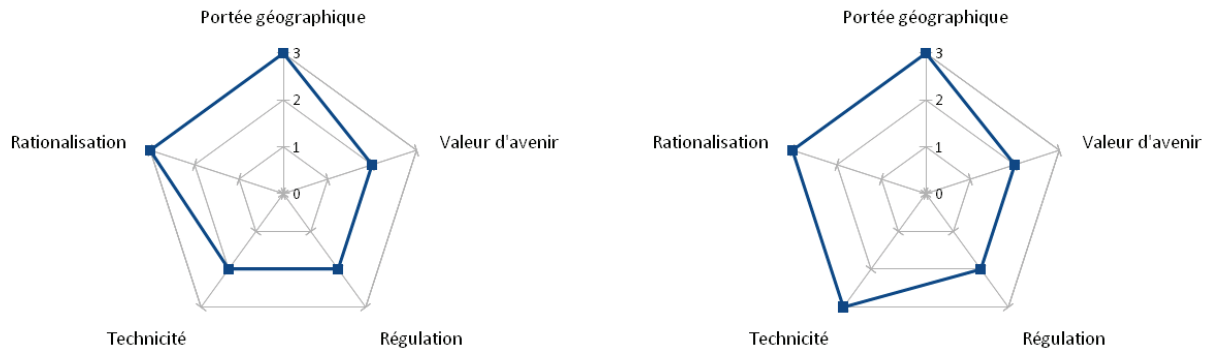 Portée géographique
3
Rationalisation
2
Valeur d'avenir
1
0
Technicité
Régulation
Portée géographique
3
Rationalisation
2
Valeur d'avenir
1
0
Technicité
Régulation